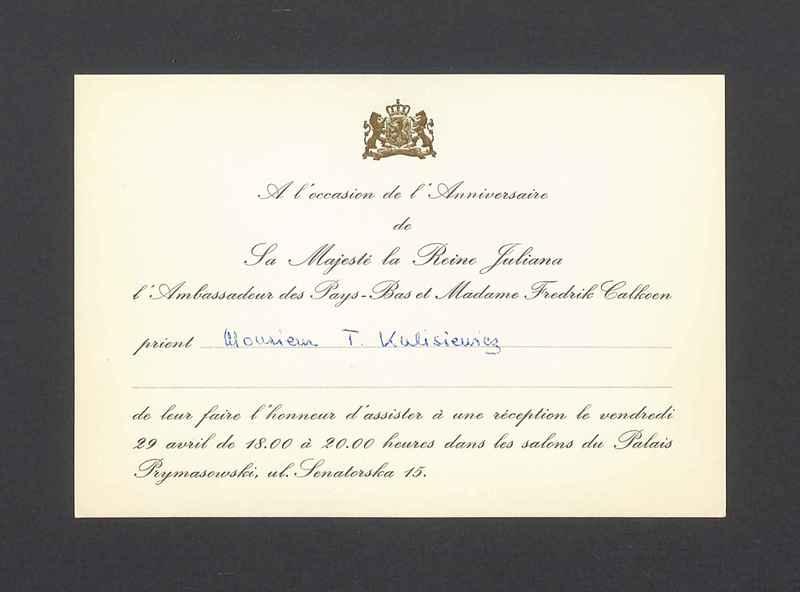 A l'occasion de l'Anniversaire
de
Sa Majesté la Reine Juliana
l'Ambassadeur des Pays-Bas et Madame Fredrik Calkoen
prient Monsieur T. Kulisiewicz
de leur faire l'honneur d'assister à une réception le vendredi
29 avril de 18.00 à 20.00 heures dans les salons du Palais
Prymasowski, ul. Senatorska 15.